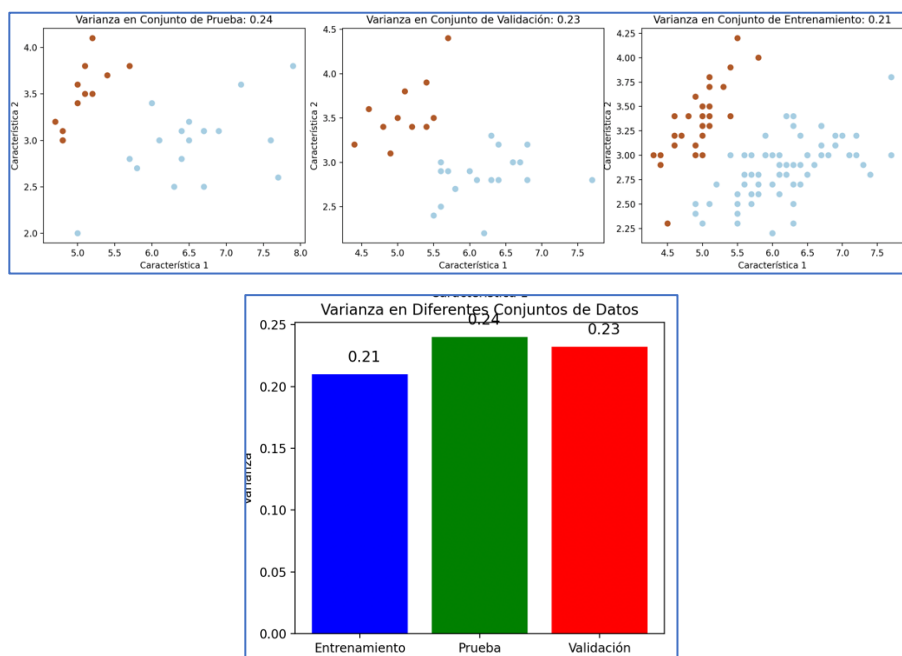 Varianza en Conjunto de Prueba: 0.24
Característica 2
4.0
3.5
3.0
2.5
2.0
5.0 5.5 6.0 6.5 7.0 7.5 8.0
Característica 1
Varianza en Conjunto de Validación: 0.23
Característica 2
4.5
4.0
3.5
3.0
2.5
4.5 5.0 5.5 6.0 6.5 7.0 7.5
Característica 1
Varianza en Conjunto de Entrenamiento: 0.21
Característica 2
4.25
4.00
3.75
3.50
3.25
3.00
2.75
2.50
2.25
4.5 5.0 5.5 6.0 6.5 7.0 7.5
Característica 1
Varianza en Diferentes Conjuntos de Datos
Varianza
0.25
0.20
0.15
0.10
0.05
0.00
0.21
0.24
0.23
Entrenamiento Prueba Validación